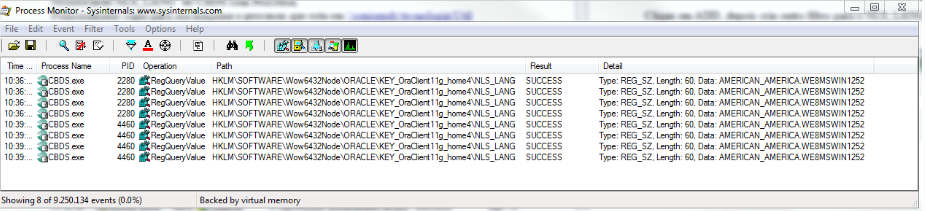 Process Monitor - Sysinternals: www.sysinternals.com
File Edit Event Filter Tools Options Help
Time ... Process Name PID Operation Path Result Detail
10:36:... CBDS.exe 2280 RegQueryValue HKLM\SOFTWARE\Wow6432Node\ORACLE\KEY_OraClient11g_home4\NLS_LANG SUCCESS Type: REG_SZ, Length: 60, Data: AMERICAN_AMERICA.WE8MSWIN1252
10:36:... CBDS.exe 2280 RegQueryValue HKLM\SOFTWARE\Wow6432Node\ORACLE\KEY_OraClient11g_home4\NLS_LANG SUCCESS Type: REG_SZ, Length: 60, Data: AMERICAN_AMERICA.WE8MSWIN1252
10:36:... CBDS.exe 2280 RegQueryValue HKLM\SOFTWARE\Wow6432Node\ORACLE\KEY_OraClient11g_home4\NLS_LANG SUCCESS Type: REG_SZ, Length: 60, Data: AMERICAN_AMERICA.WE8MSWIN1252
10:36:... CBDS.exe 2280 RegQueryValue HKLM\SOFTWARE\Wow6432Node\ORACLE\KEY_OraClient11g_home4\NLS_LANG SUCCESS Type: REG_SZ, Length: 60, Data: AMERICAN_AMERICA.WE8MSWIN1252
10:39:... CBDS.exe 4460 RegQueryValue HKLM\SOFTWARE\Wow6432Node\ORACLE\KEY_OraClient11g_home4\NLS_LANG SUCCESS Type: REG_SZ, Length: 60, Data: AMERICAN_AMERICA.WE8MSWIN1252
10:39:... CBDS.exe 4460 RegQueryValue HKLM\SOFTWARE\Wow6432Node\ORACLE\KEY_OraClient11g_home4\NLS_LANG SUCCESS Type: REG_SZ, Length: 60, Data: AMERICAN_AMERICA.WE8MSWIN1252
10:39:... CBDS.exe 4460 RegQueryValue HKLM\SOFTWARE\Wow6432Node\ORACLE\KEY_OraClient11g_home4\NLS_LANG SUCCESS Type: REG_SZ, Length: 60, Data: AMERICAN_AMERICA.WE8MSWIN1252
10:39:... CBDS.exe 4460 RegQueryValue HKLM\SOFTWARE\Wow6432Node\ORACLE\KEY_OraClient11g_home4\NLS_LANG SUCCESS Type: REG_SZ, Length: 60, Data: AMERICAN_AMERICA.WE8MSWIN1252
Showing 8 of 9.250.134 events (0.0%) Backed by virtual memory